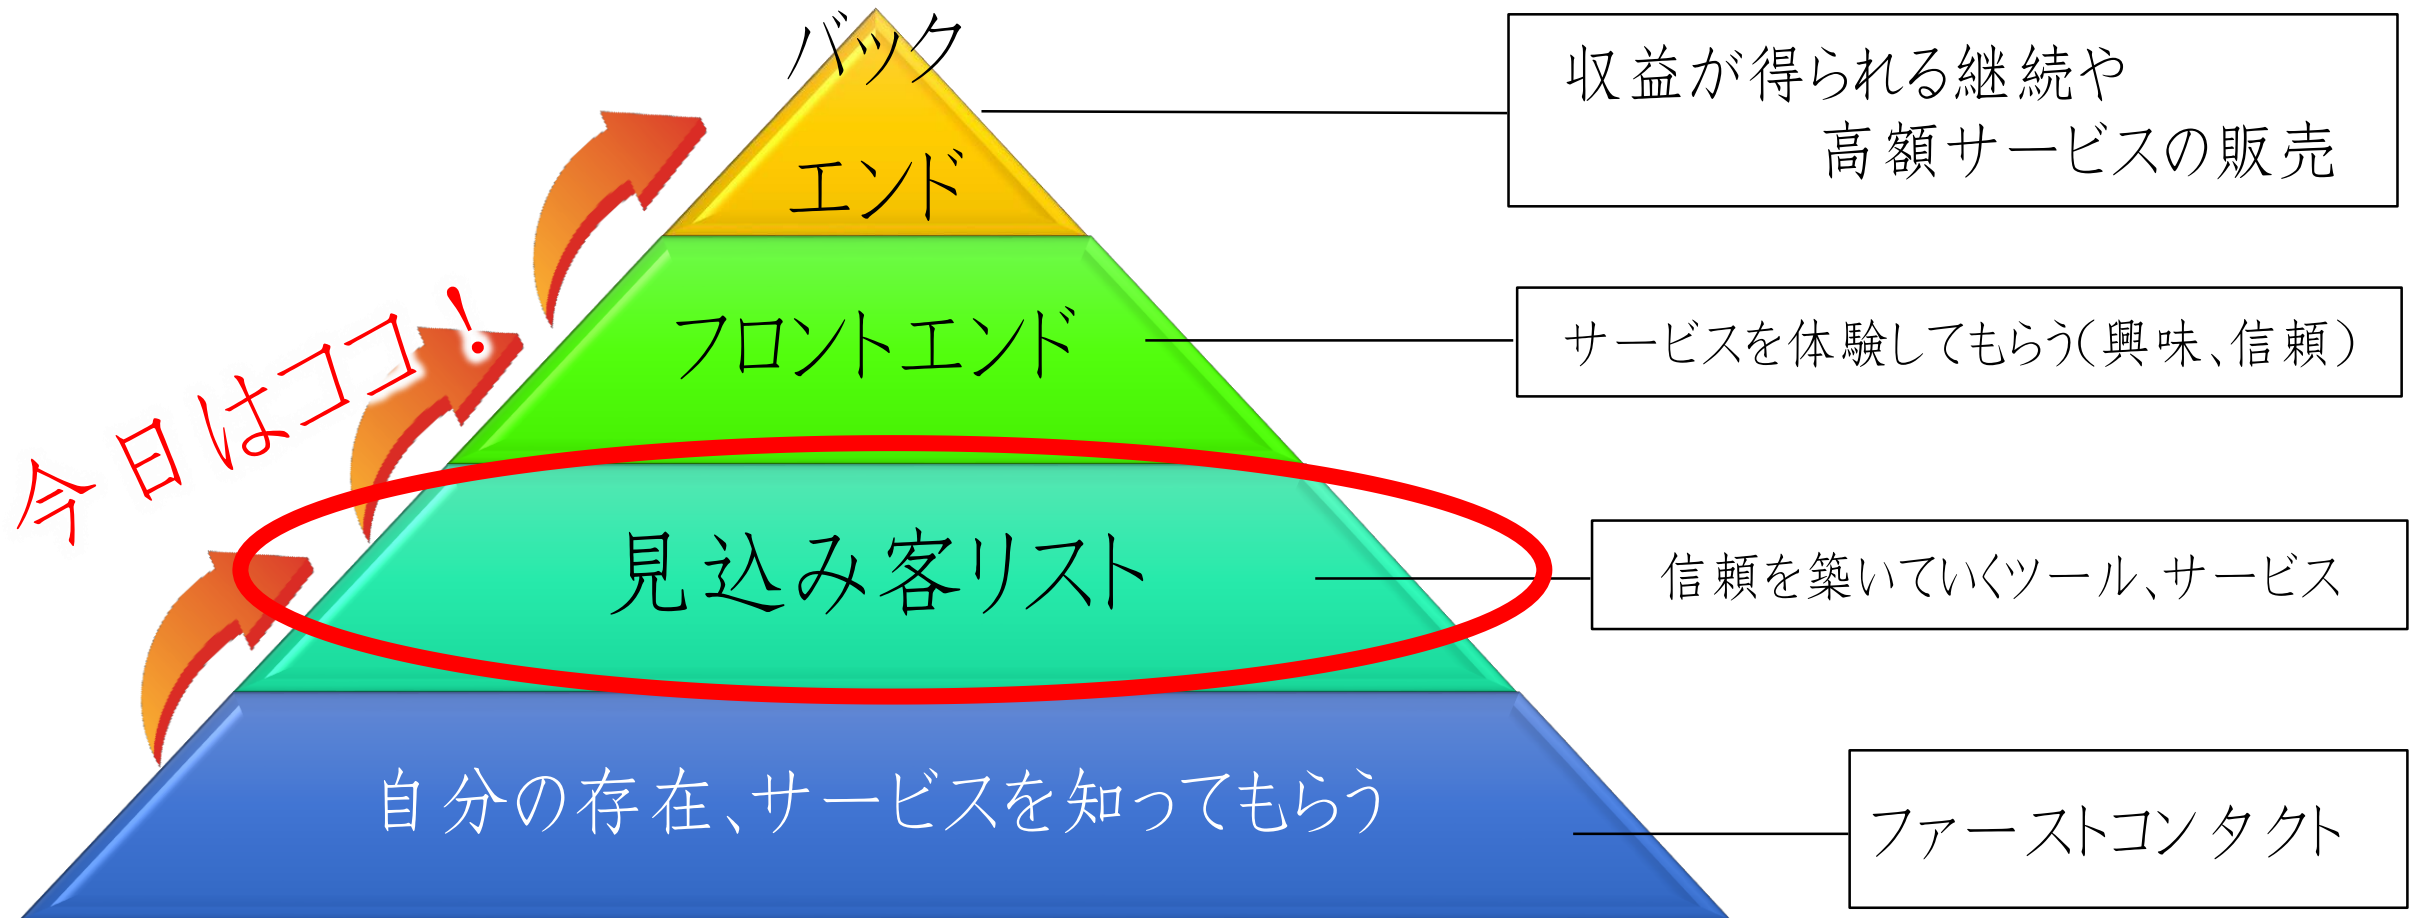 バック
エンド
収益が得られる継続や
高額サービスの販売
フロントエンド
サービスを体験してもらう(興味、信頼)
今日はココ!
見込み客リスト
信頼を築いていくツール、サービス
自分の存在、サービスを知ってもらう
ファーストコンタクト